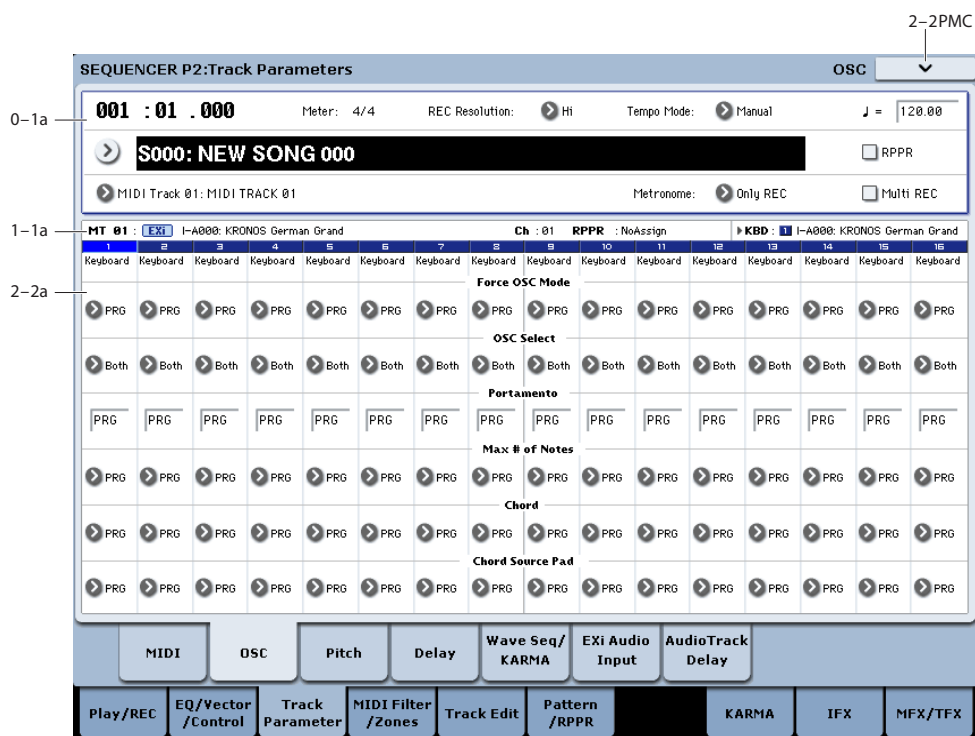 2–2PMC
SEQUENCER P2:Track Parameters OSC
0–1a
001 :01 .000 Meter: 4/4 REC Resolution: Hi Tempo Mode: Manual ♩ = 120.00
S000: NEW SONG 000 RPPR
MIDI Track 01: MIDI TRACK 01 Metronome: Only REC Multi REC
1–1a
MT 01 : EXi I-A000: KRONOS German Grand Ch :01 RPPR :NoAssign KBD : 1 I-A000: KRONOS German Grand
1 2 3 4 5 6 7 8 9 10 11 12 13 14 15 16
Keyboard Keyboard Keyboard Keyboard Keyboard Keyboard Keyboard Keyboard Keyboard Keyboard Keyboard Keyboard Keyboard Keyboard Keyboard Keyboard
2–2a
Force OSC Mode
PRG PRG PRG PRG PRG PRG PRG PRG PRG PRG PRG PRG PRG PRG PRG PRG
OSC Select
Both Both Both Both Both Both Both Both Both Both Both Both Both Both Both Both
Portamento
PRG PRG PRG PRG PRG PRG PRG PRG PRG PRG PRG PRG PRG PRG PRG PRG
Max # of Notes
PRG PRG PRG PRG PRG PRG PRG PRG PRG PRG PRG PRG PRG PRG PRG PRG
Chord
PRG PRG PRG PRG PRG PRG PRG PRG PRG PRG PRG PRG PRG PRG PRG PRG
Chord Source Pad
PRG PRG PRG PRG PRG PRG PRG PRG PRG PRG PRG PRG PRG PRG PRG PRG
MIDI OSC Pitch Delay Wave Seq/ KARMA EXi Audio Input AudioTrack Delay
Play/REC EQ/Vector /Control Track Parameter MIDI Filter /Zones Track Edit Pattern /RPPR KARMA IFX MFX/TFX